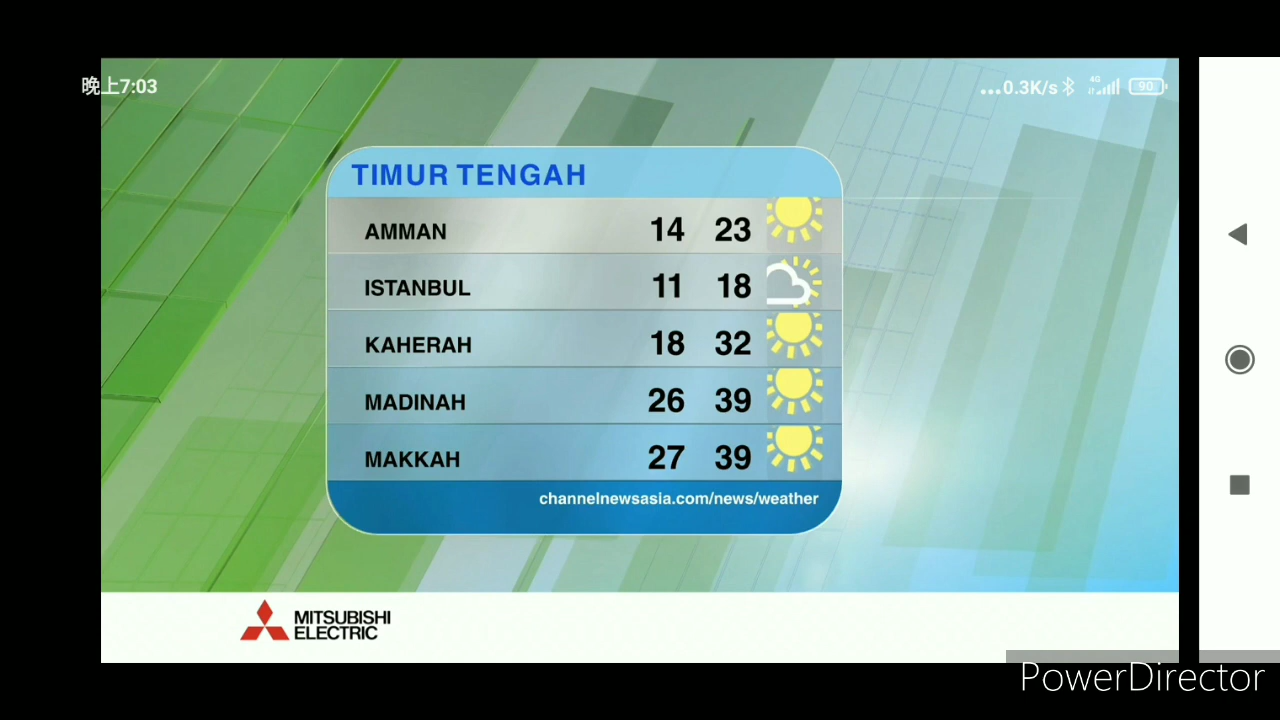 晚上7:03
...0.3K/s 4G 90
TIMUR TENGAH
AMMAN 14 23
ISTANBUL 11 18
KAHERAH 18 32
MADINAH 26 39
MAKKAH 27 39
channelnewsasia.com/news/weather
MITSUBISHI
ELECTRIC
PowerDirector